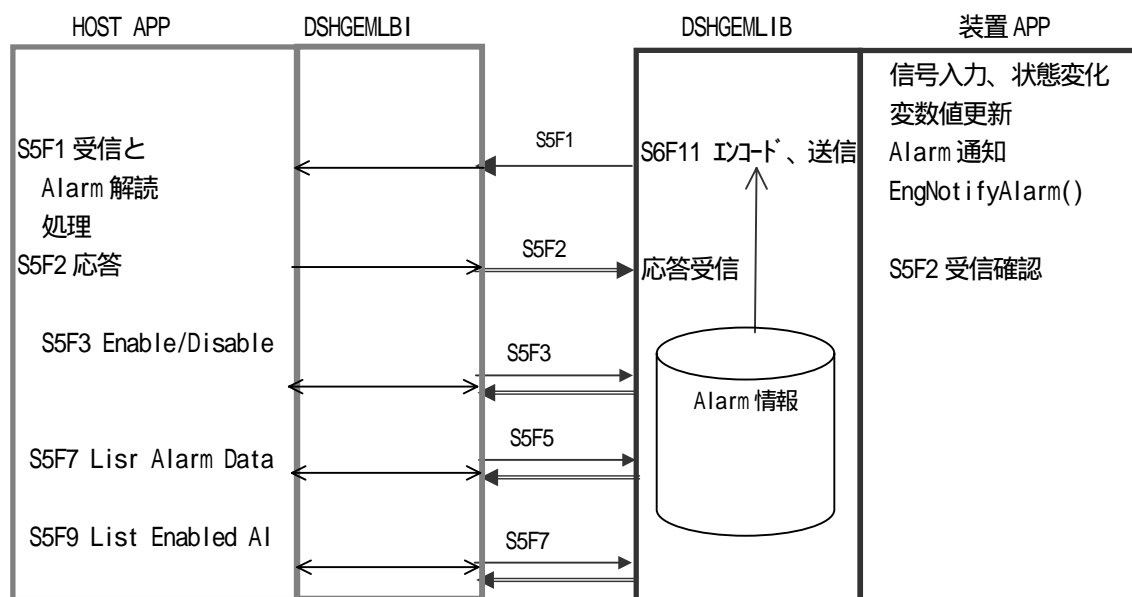 HOST APP DSHGEMLBI DSHGEMLIB 装置 APP
信号入力、状態変化
変数値更新
S5F1 受信と S5F1 S6F11 ｴﾝｺｰﾄﾞ、送信 Alarm 通知
Alarm 解読 EngNotifyAlarm()
処理
S5F2 応答 S5F2 応答受信 S5F2 受信確認
S5F3 Enable/Disable S5F3
Alarm 情報
S5F7 Lisr Alarm Data S5F5
S5F9 List Enabled Al S5F7